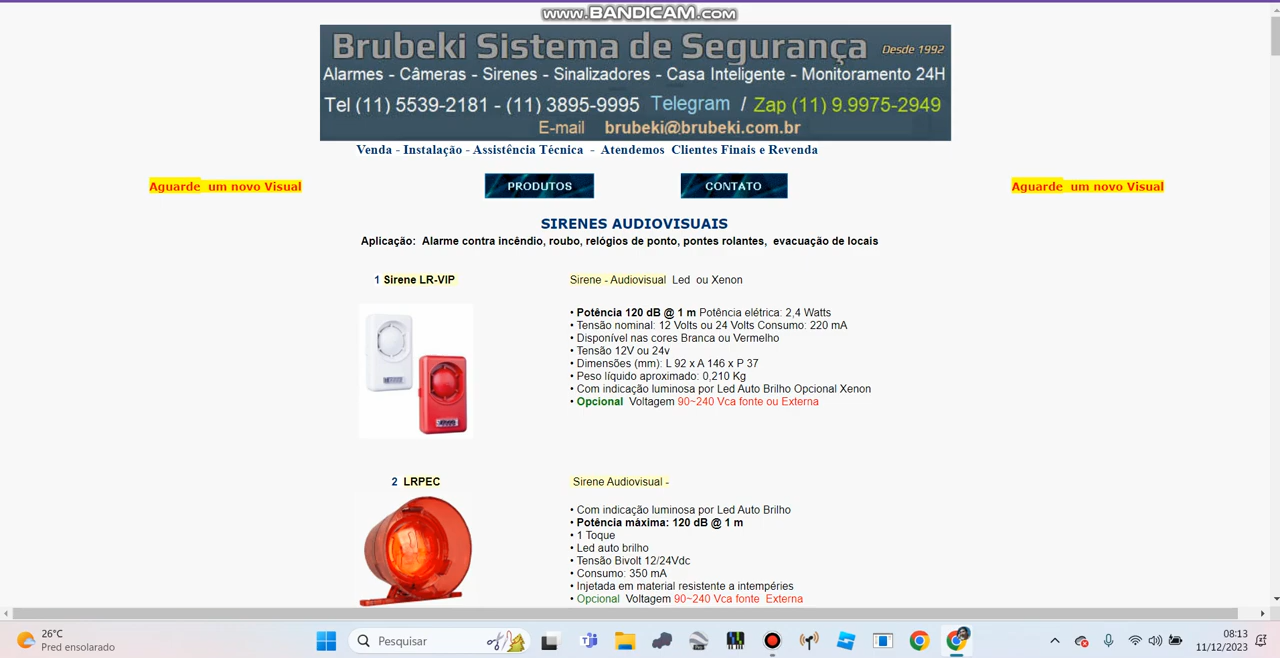 www.BANDICAM.com
Brubeki Sistema de Segurança Desde 1992
Alarmes - Câmeras - Sirenes - Sinalizadores - Casa Inteligente - Monitoramento 24H
Tel (11) 5539-2181 - (11) 3895-9995 Telegram / Zap (11) 9.9975-2949
E-mail brubeki@brubeki.com.br
Venda - Instalação - Assistência Técnica - Atendemos Clientes Finais e Revenda
Aguarde um novo Visual
PRODUTOS
CONTATO
Aguarde um novo Visual
SIRENES AUDIOVISUAIS
Aplicação: Alarme contra incêndio, roubo, relógios de ponto, pontes rolantes, evacuação de locais
1 Sirene LR-VIP
Sirene - Audiovisual Led ou Xenon
• Potência 120 dB @ 1 m Potência elétrica: 2,4 Watts
• Tensão nominal: 12 Volts ou 24 Volts Consumo: 220 mA
• Disponível nas cores Branca ou Vermelho
• Tensão 12V ou 24v
• Dimensões (mm): L 92 x A 146 x P 37
• Peso líquido aproximado: 0,210 Kg
• Com indicação luminosa por Led Auto Brilho Opcional Xenon
• Opcional Voltagem 90~240 Vca fonte ou Externa
2 LRPEC
Sirene Audiovisual -
• Com indicação luminosa por Led Auto Brilho
• Potência máxima: 120 dB @ 1 m
• 1 Toque
• Led auto brilho
• Tensão Bivolt 12/24Vdc
• Consumo: 350 mA
• Injetada em material resistente a intempéries
• Opcional Voltagem 90~240 Vca fonte Externa
26°C
Pred ensolarado
Pesquisar
08:13
11/12/2023